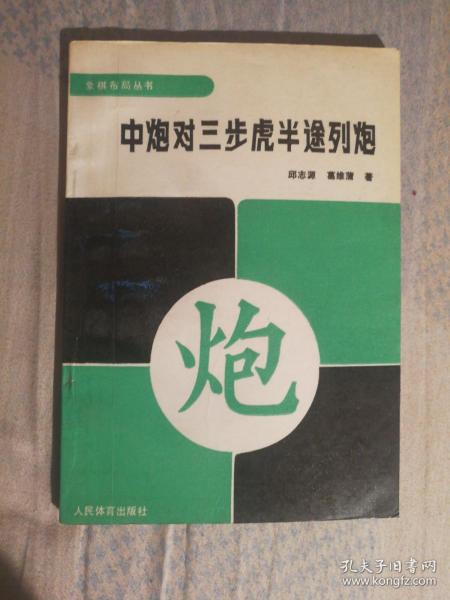 象棋布局丛书
中炮对三步虎半途列炮
邱志源 葛维蒲 著
炮
人民体育出版社
孔夫子旧书网
www.kongfz.com